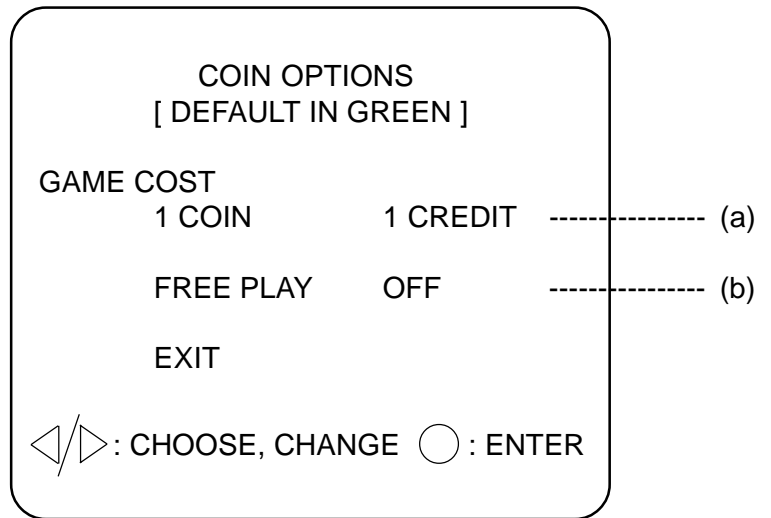 COIN OPTIONS
[ DEFAULT IN GREEN ]
GAME COST
1 COIN 1 CREDIT ---------------- (a)
FREE PLAY OFF ---------------- (b)
EXIT
◁/▷: CHOOSE, CHANGE ◯ : ENTER